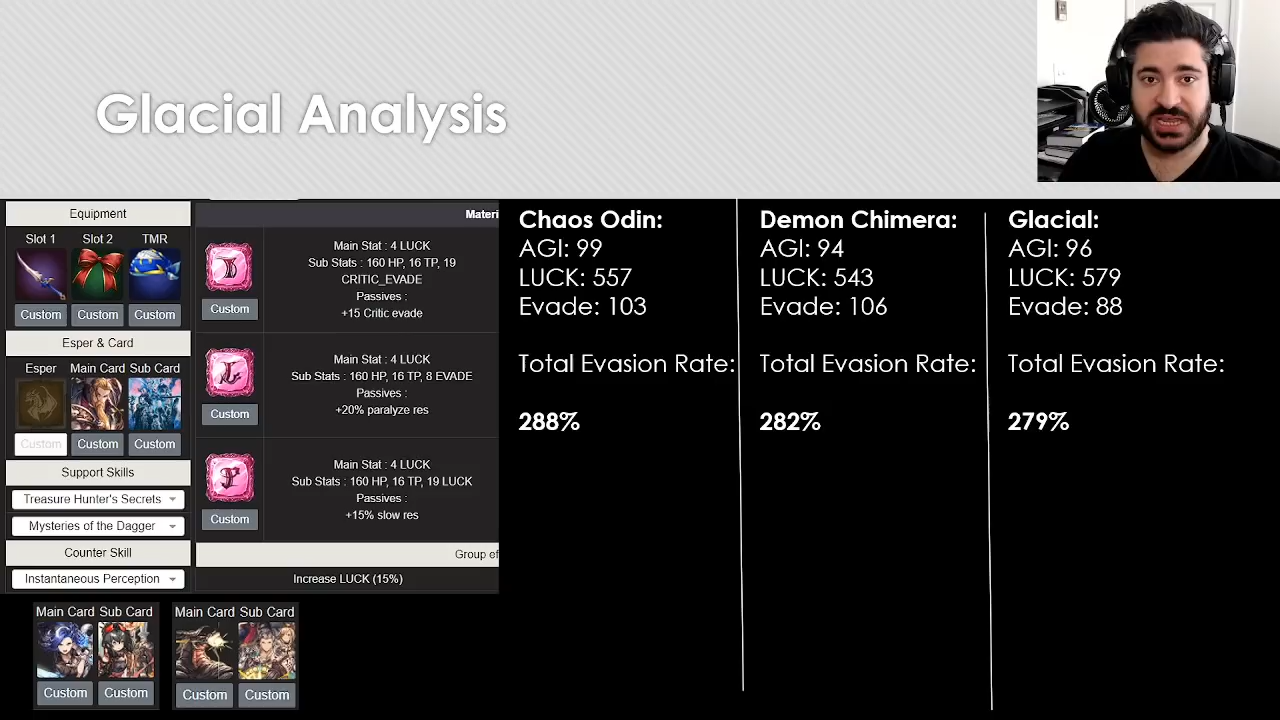 Glacial Analysis
Equipment
Slot 1 Slot 2 TMR
Custom Custom Custom
Esper & Card
Esper Main Card Sub Card
Custom Custom Custom
Support Skills
Treasure Hunter's Secrets
Mysteries of the Dagger
Counter Skill
Instantaneous Perception
Materi
Main Stat : 4 LUCK
Sub Stats : 160 HP, 16 TP, 19
CRITIC_EVADE
Passives :
+15 Critic evade
Custom
Main Stat : 4 LUCK
Sub Stats : 160 HP, 16 TP, 8 EVADE
Passives :
+20% paralyze res
Custom
Main Stat : 4 LUCK
Sub Stats : 160 HP, 16 TP, 19 LUCK
Passives :
+15% slow res
Custom
Group ef
Increase LUCK (15%)
Main Card Sub Card
Custom Custom
Main Card Sub Card
Custom Custom
Chaos Odin:
AGI: 99
LUCK: 557
Evade: 103
Total Evasion Rate:
288%
Demon Chimera:
AGI: 94
LUCK: 543
Evade: 106
Total Evasion Rate:
282%
Glacial:
AGI: 96
LUCK: 579
Evade: 88
Total Evasion Rate:
279%